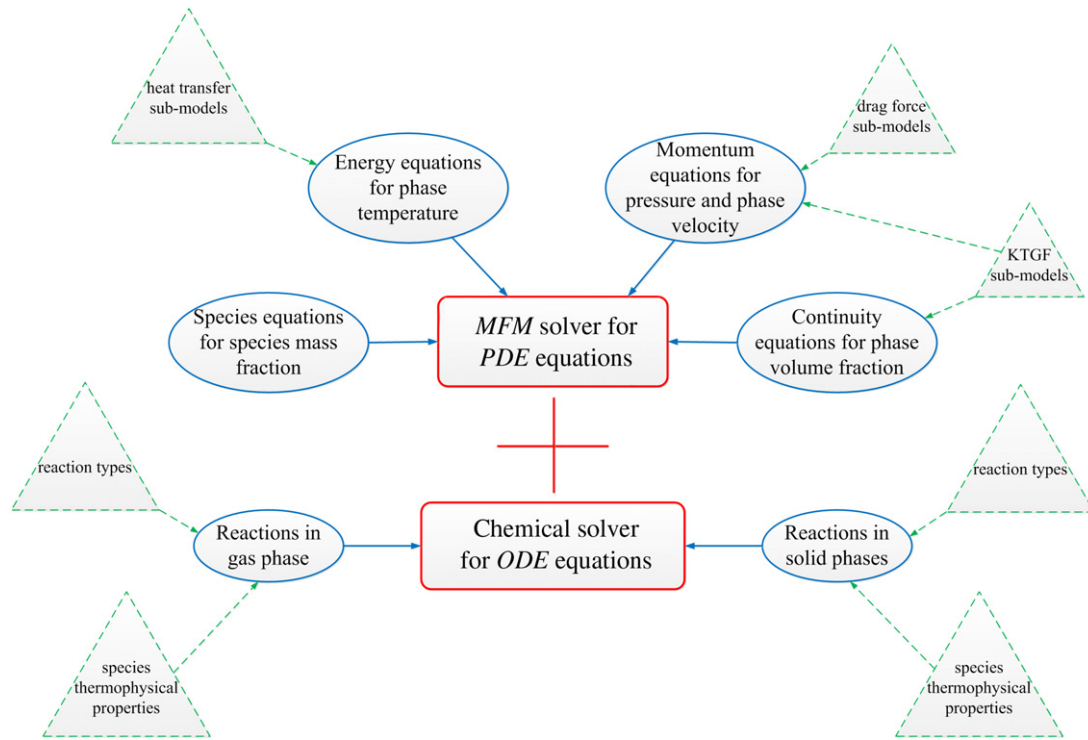 heat transfer
sub-models
drag force
sub-models
Energy equations
for phase
temperature
Momentum
equations for
pressure and phase
velocity
KTGF
sub-models
Species equations
for species mass
fraction
MFM solver for
PDE equations
Continuity
equations for phase
volume fraction
reaction types
reaction types
Reactions in
gas phase
Chemical solver
for ODE equations
Reactions in
solid phases
species
thermophysical
properties
species
thermophysical
properties